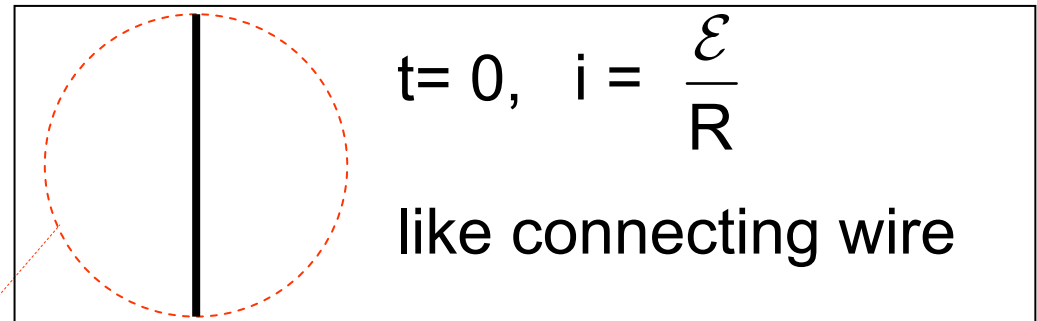 t= 0, i = ℰ/R
like connecting wire